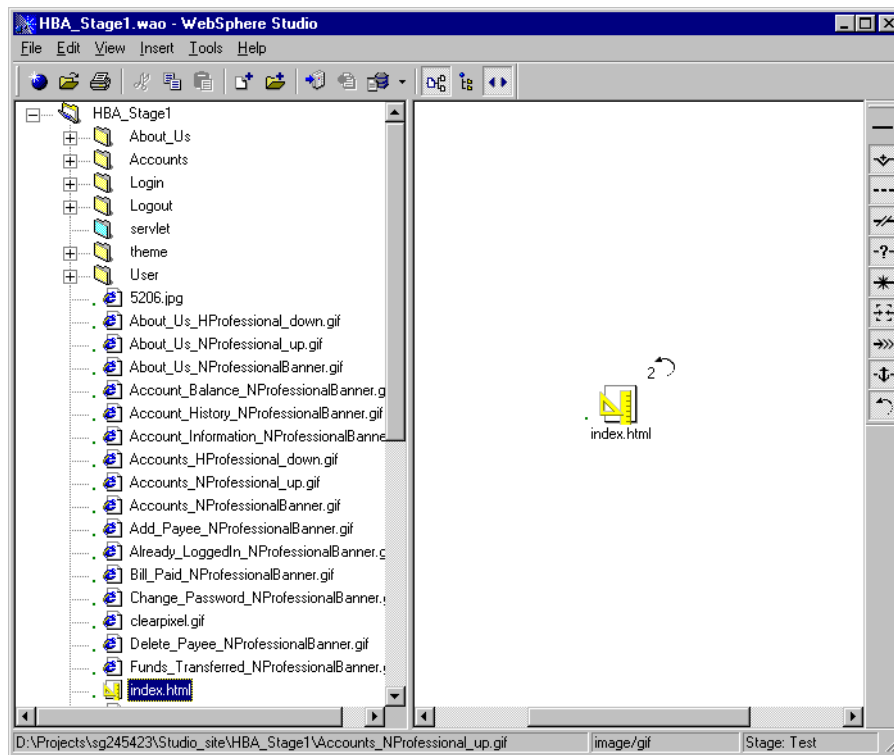 HBA_Stage1.wao - WebSphere Studio
File Edit View Insert Tools Help
HBA_Stage1
About_Us
Accounts
Login
Logout
servlet
theme
User
5206.jpg
About_Us_HProfessional_down.gif
About_Us_NProfessional_up.gif
About_Us_NProfessionalBanner.gif
Account_Balance_NProfessionalBanner.g
Account_History_NProfessionalBanner.gif
Account_Information_NProfessionalBanne
Accounts_HProfessional_down.gif
Accounts_NProfessional_up.gif
Accounts_NProfessionalBanner.gif
Add_Payee_NProfessionalBanner.gif
Already_LoggedIn_NProfessionalBanner.g
Bill_Paid_NProfessionalBanner.gif
Change_Password_NProfessionalBanner.
clearpixel.gif
Delete_Payee_NProfessionalBanner.gif
Funds_Transferred_NProfessionalBanner.
index.html
2
index.html
D:\Projects\sg245423\Studio_site\HBA_Stage1\Accounts_NProfessional_up.gif image/gif Stage: Test